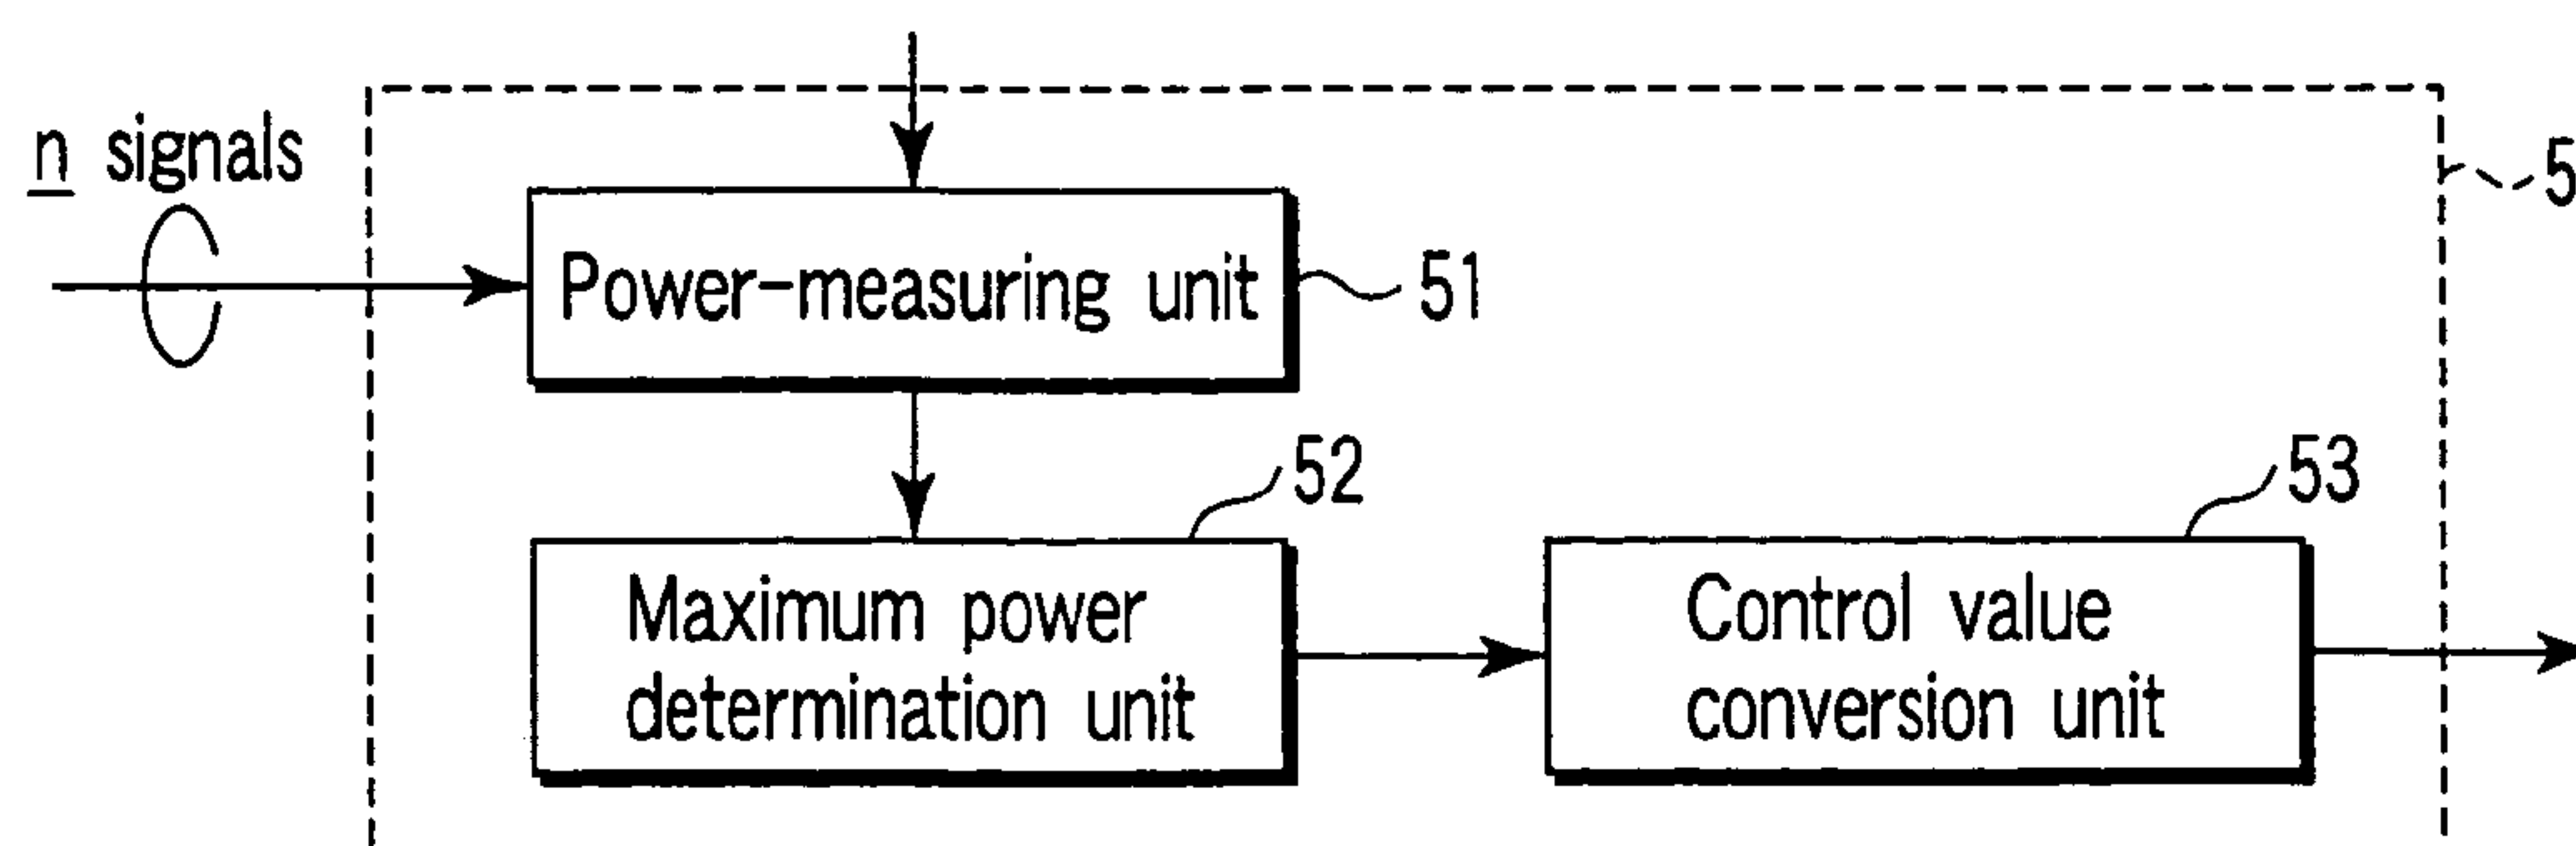 n signals
5
Power-measuring unit
51
52
53
Maximum power
determination unit
Control value
conversion unit